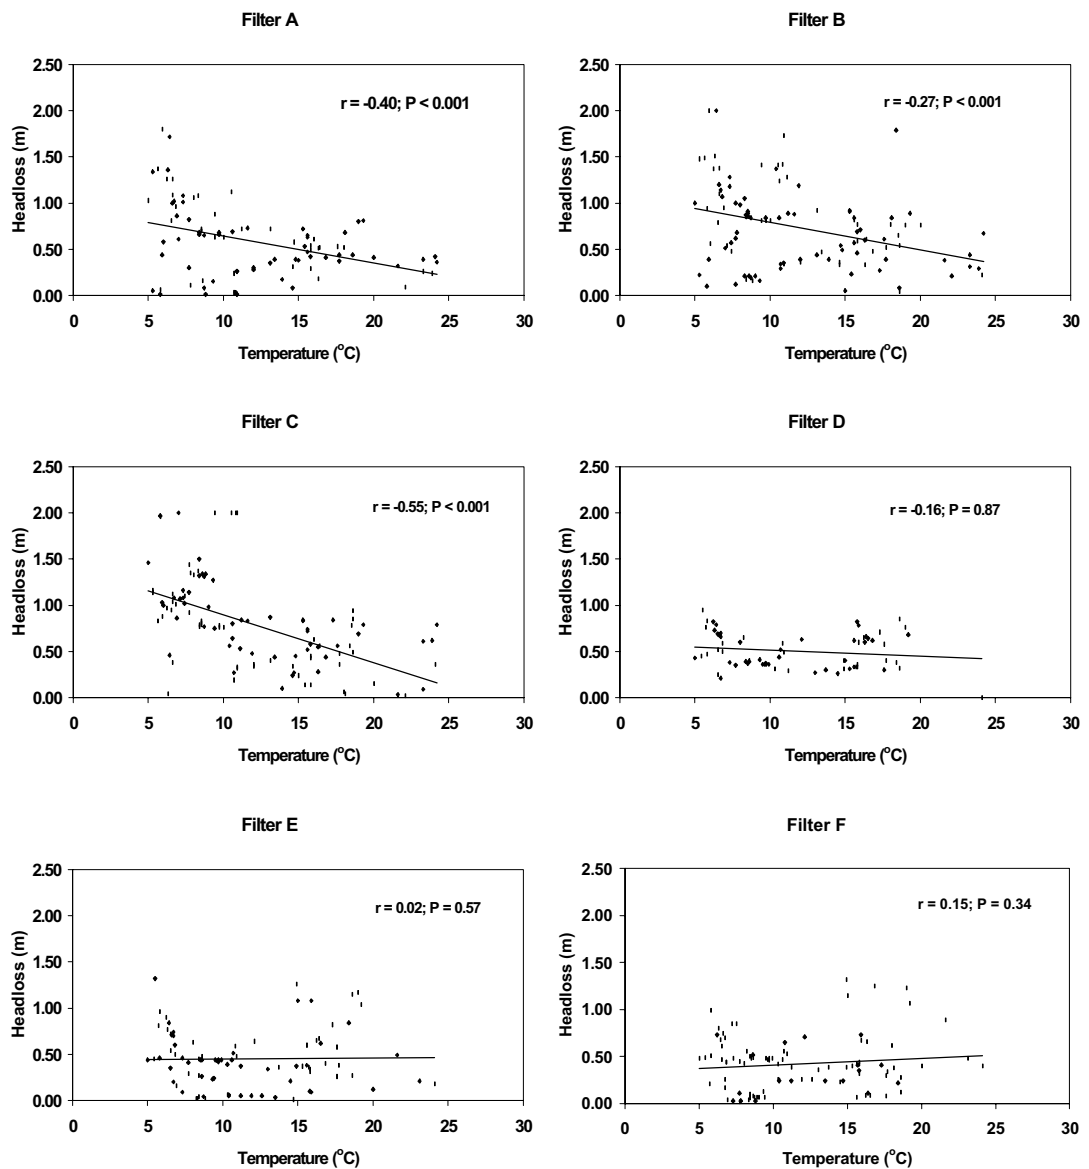 Filter A
Filter B
2.50
2.00
1.50
1.00
0.50
0.00
Headloss (m)
r = -0.40; P < 0.001
0 5 10 15 20 25 30
Temperature (°C)
2.50
2.00
1.50
1.00
0.50
0.00
Headloss (m)
r = -0.27; P < 0.001
0 5 10 15 20 25 30
Temperature (°C)
Filter C
Filter D
2.50
2.00
1.50
1.00
0.50
0.00
Headloss (m)
r = -0.55; P < 0.001
0 5 10 15 20 25 30
Temperature (°C)
2.50
2.00
1.50
1.00
0.50
0.00
Headloss (m)
r = -0.16; P = 0.87
0 5 10 15 20 25 30
Temperature (°C)
Filter E
Filter F
2.50
2.00
1.50
1.00
0.50
0.00
Headloss (m)
r = 0.02; P = 0.57
0 5 10 15 20 25 30
Temperature (°C)
2.50
2.00
1.50
1.00
0.50
0.00
Headloss (m)
r = 0.15; P = 0.34
0 5 10 15 20 25 30
Temperature (°C)